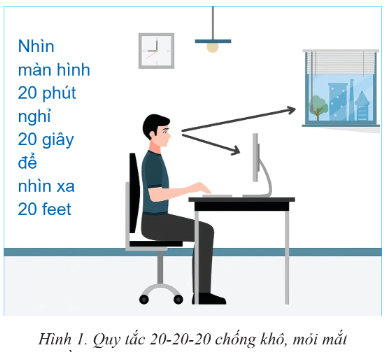 Nhìn
màn hình
20 phút
nghỉ
20 giây
để
nhìn xa
20 feet
Hình 1. Quy tắc 20-20-20 chống khô, mỏi mắt